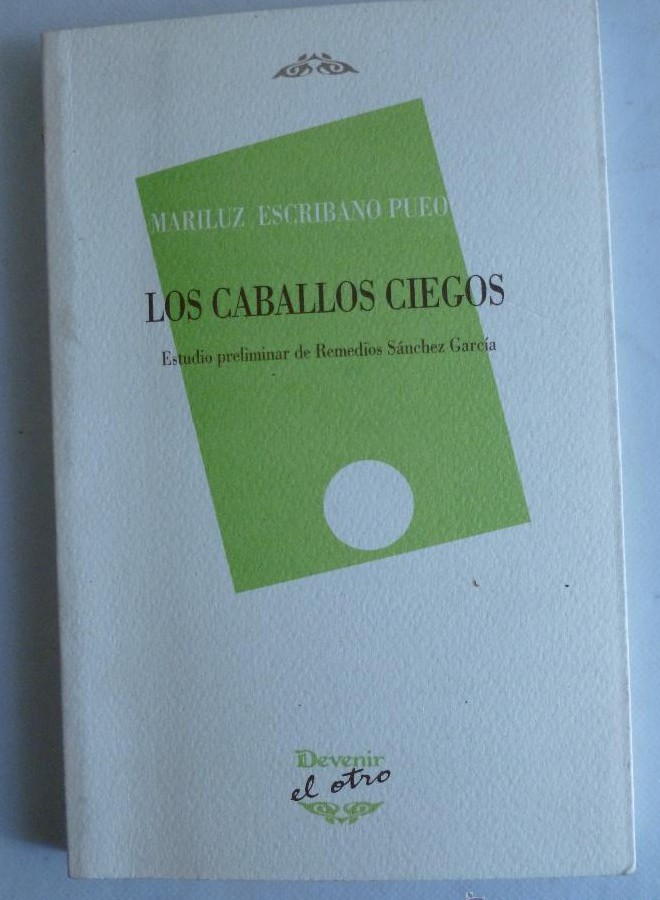 MARILUZ ESCRIBANO PUEO
LOS CABALLOS CIEGOS
Estudio preliminar de Remedios Sánchez García
Devenir
el otro